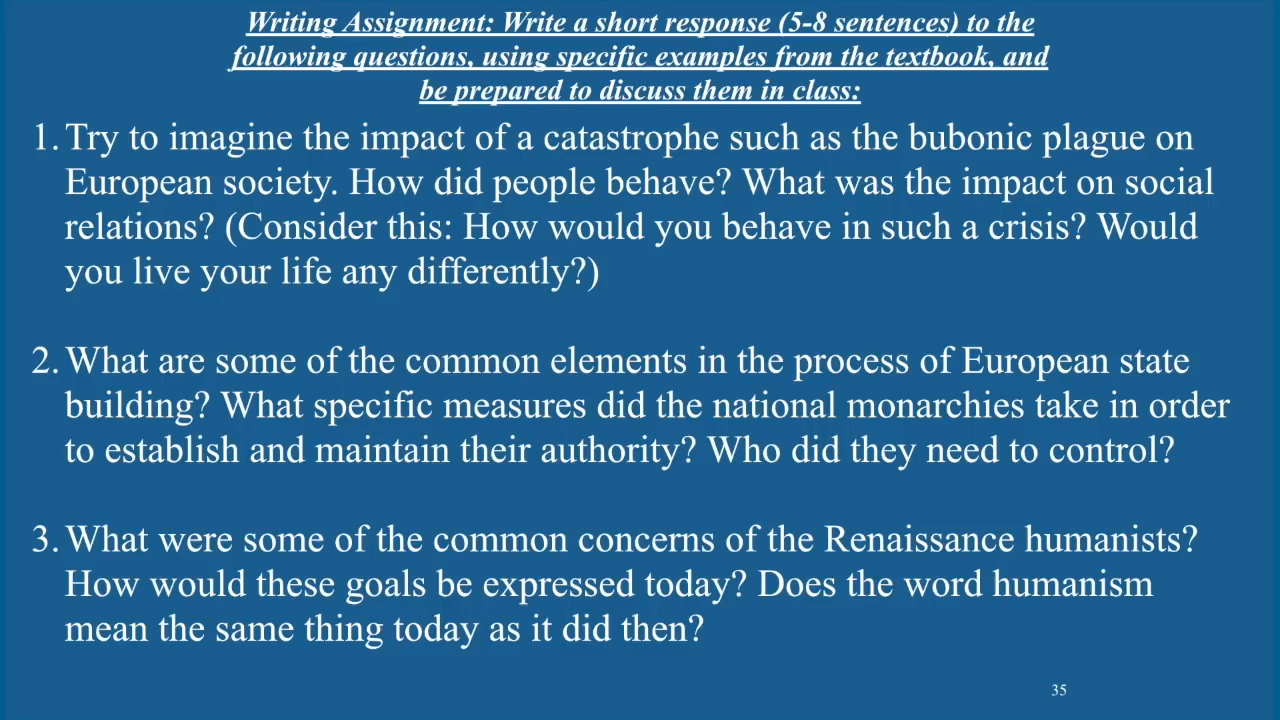 Writing Assignment: Write a short response (5-8 sentences) to the
following questions, using specific examples from the textbook, and
be prepared to discuss them in class:
1. Try to imagine the impact of a catastrophe such as the bubonic plague on
European society. How did people behave? What was the impact on social
relations? (Consider this: How would you behave in such a crisis? Would
you live your life any differently?)
2. What are some of the common elements in the process of European state
building? What specific measures did the national monarchies take in order
to establish and maintain their authority? Who did they need to control?
3. What were some of the common concerns of the Renaissance humanists?
How would these goals be expressed today? Does the word humanism
mean the same thing today as it did then?
35